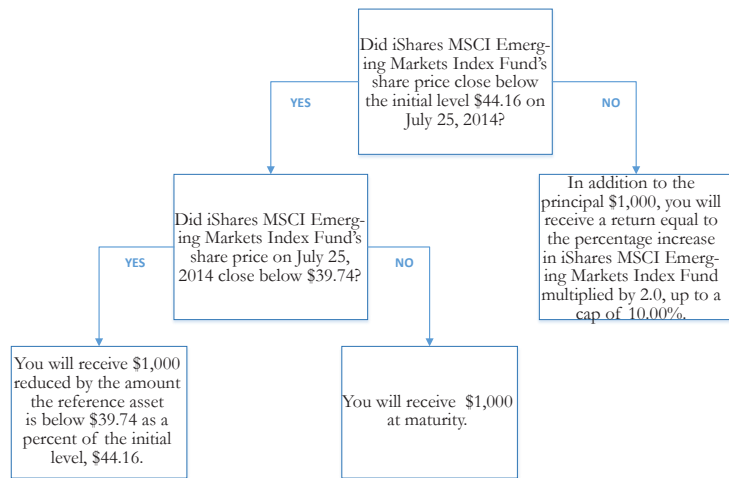 Did iShares MSCI Emerg-
ing Markets Index Fund's
share price close below
the initial level $44.16 on
July 25, 2014?
YES
NO
Did iShares MSCI Emerg-
ing Markets Index Fund's
share price on July 25,
2014 close below $39.74?
In addition to the
principal $1,000, you will
receive a return equal to
the percentage increase
in iShares MSCI Emerg-
ing Markets Index Fund
multiplied by 2.0, up to a
cap of 10.00%.
YES
NO
You will receive $1,000
reduced by the amount
the reference asset
is below $39.74 as a
percent of the initial
level, $44.16.
You will receive $1,000
at maturity.